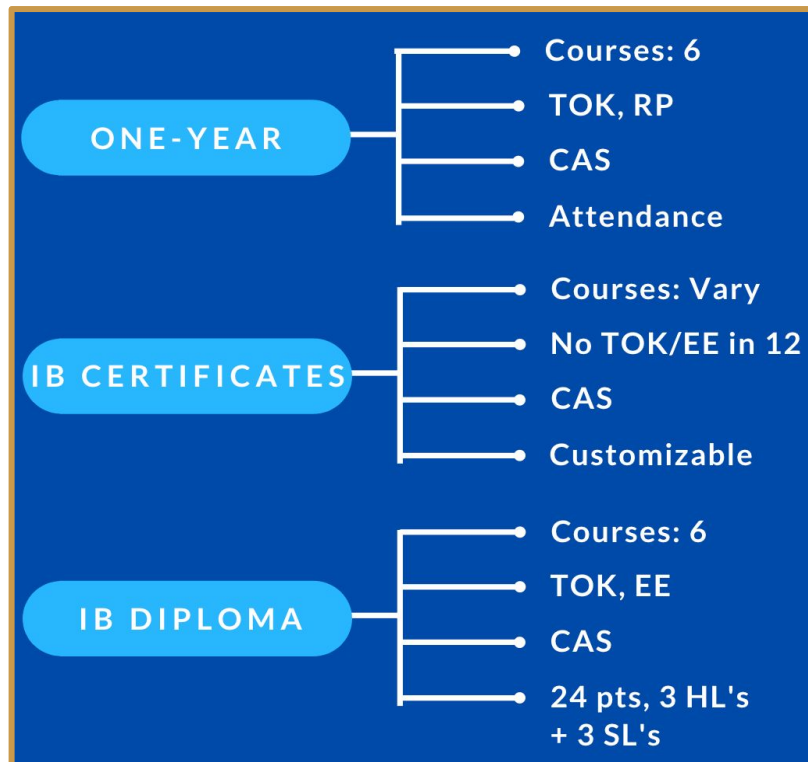 ONE-YEAR
Courses: 6
TOK, RP
CAS
Attendance
IB CERTIFICATES
Courses: Vary
No TOK/EE in 12
CAS
Customizable
IB DIPLOMA
Courses: 6
TOK, EE
CAS
24 pts, 3 HL's
+ 3 SL's